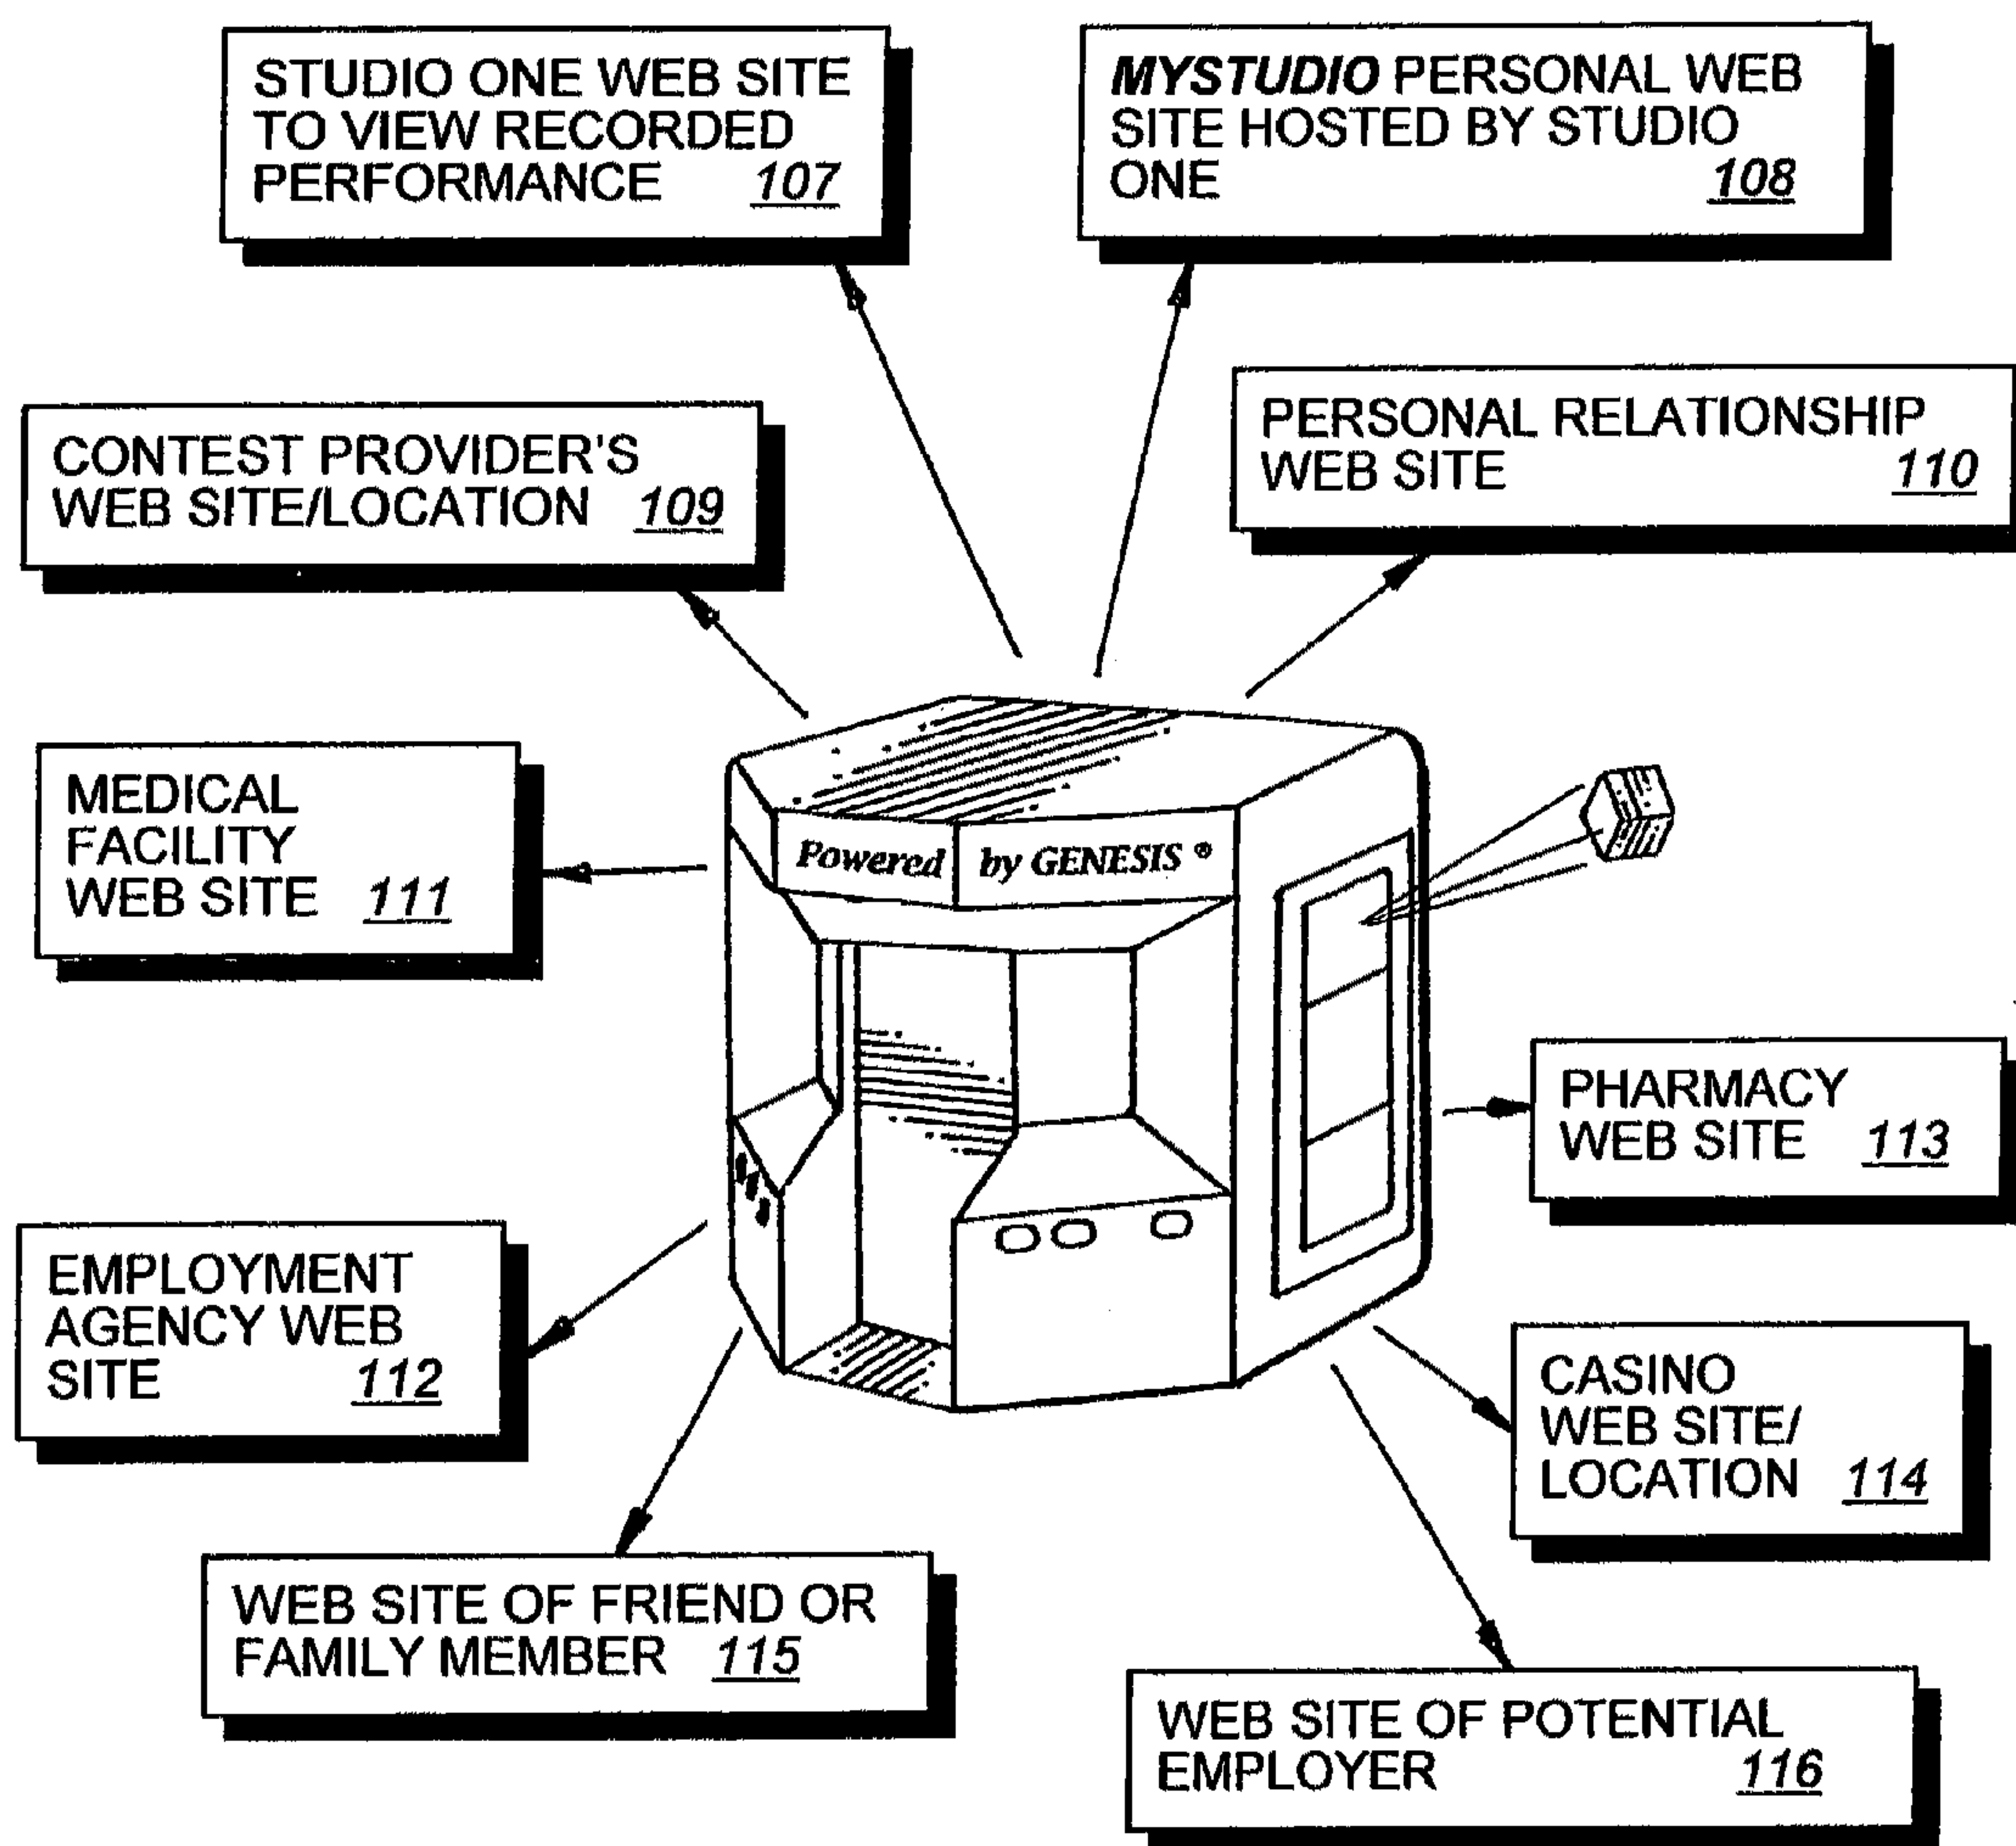 STUDIO ONE WEB SITE
TO VIEW RECORDED
PERFORMANCE 107
MYSTUDIO PERSONAL WEB
SITE HOSTED BY STUDIO
ONE 108
CONTEST PROVIDER'S
WEB SITE/LOCATION 109
PERSONAL RELATIONSHIP
WEB SITE 110
MEDICAL
FACILITY
WEB SITE 111
Powered by GENESIS ®
PHARMACY
WEB SITE 113
EMPLOYMENT
AGENCY WEB
SITE 112
CASINO
WEB SITE/
LOCATION 114
WEB SITE OF FRIEND OR
FAMILY MEMBER 115
WEB SITE OF POTENTIAL
EMPLOYER 116